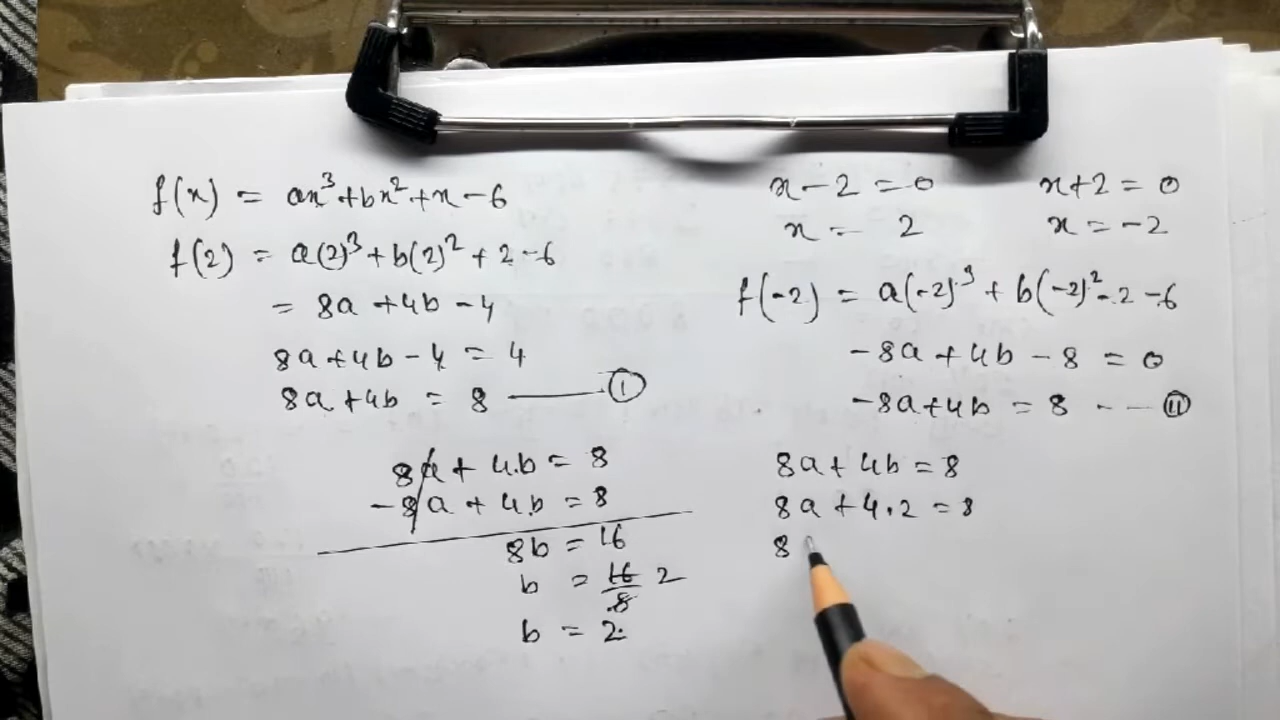 f(x) = ax³+bx²+x-6
f(2) = a(2)³+b(2)²+2-6
= 8a+4b-4
8a+4b-4 = 4
8a+4b = 8 ——— ①
x-2=0
x = 2
x+2=0
x=-2
f(-2) = a(-2)³+b(-2)²-2-6
-8a+4b-8 = 0
-8a+4b = 8 --- ⑪
8a+4b=8
-8a+4b=8
8b=16
b = 16/8 2
b = 2
8a+4b=8
8a+4.2=8
8